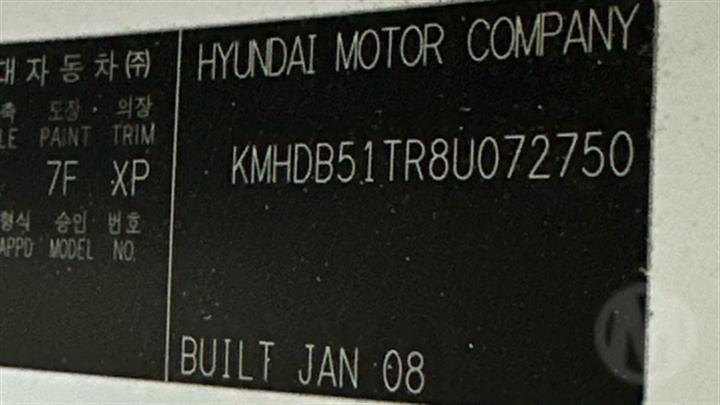 대자동차㈜
축 도장 의장
LE PAINT TRIM
7F XP
형식 승인 번호
APPD MODEL NO.
HYUNDAI MOTOR COMPANY
KMHDB51TR8U072750
BUILT JAN 08
M